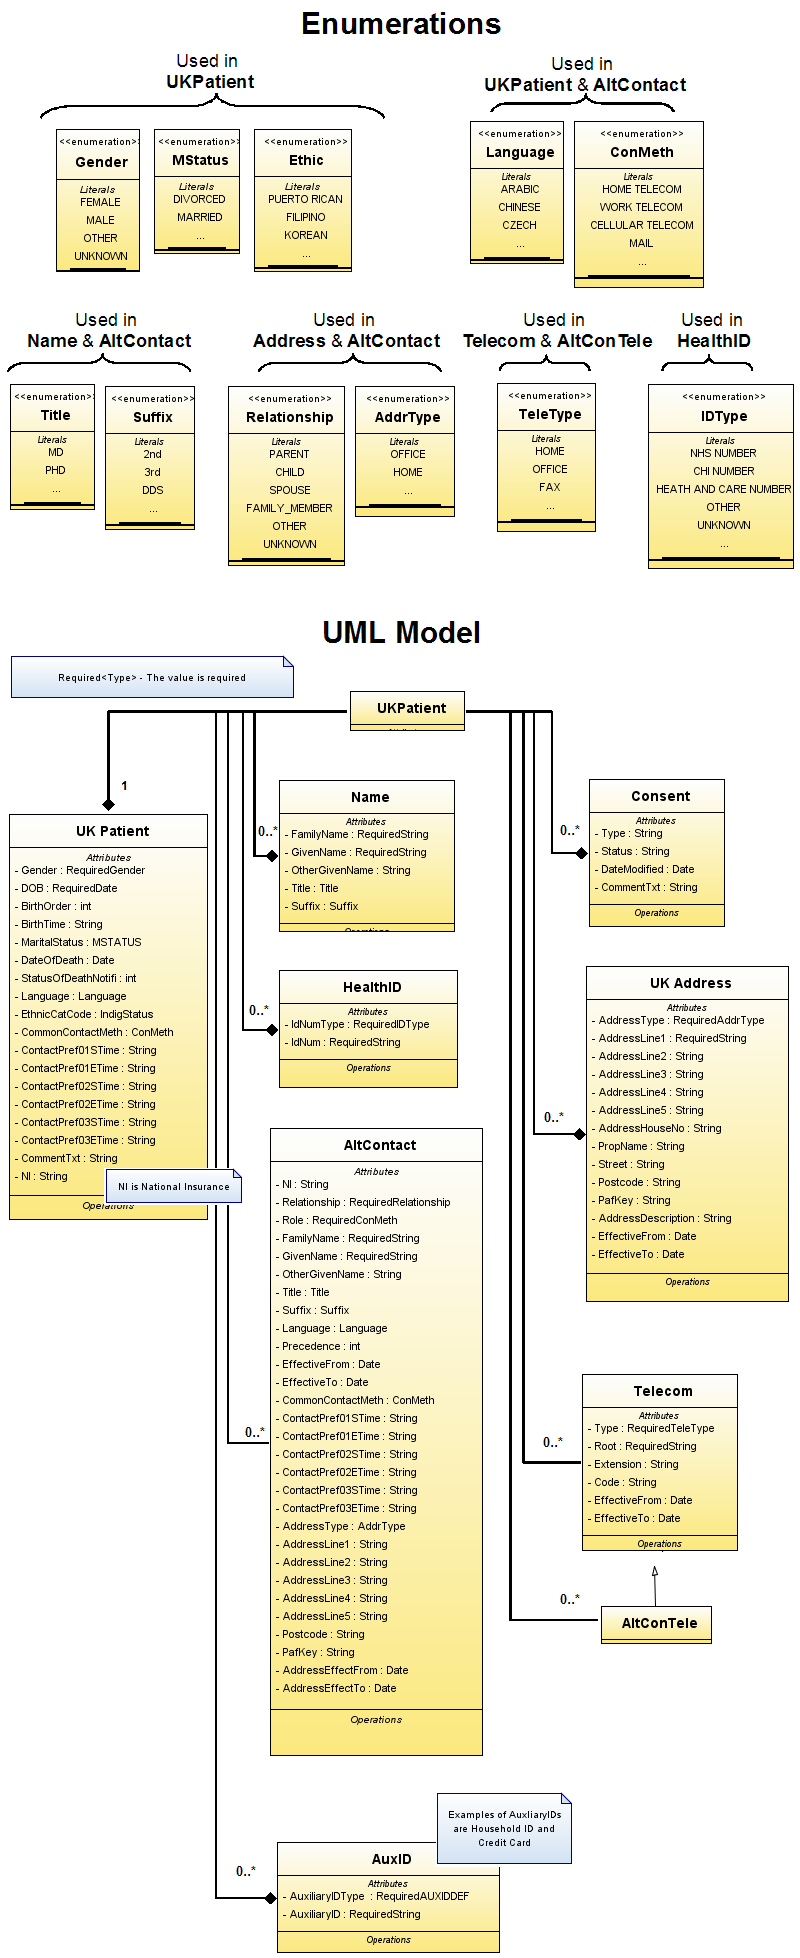 Enumerations
Used in
UKPatient
Used in
UKPatient & AltContact
<<enumeration>>
Gender
Literals
FEMALE
MALE
OTHER
UNKNOWN
<<enumeration>>
MStatus
Literals
DIVORCED
MARRIED
...
<<enumeration>>
Ethic
Literals
PUERTO RICAN
FILIPINO
KOREAN
...
<<enumeration>>
Language
Literals
ARABIC
CHINESE
CZECH
...
<<enumeration>>
ConMeth
Literals
HOME TELECOM
WORK TELECOM
CELLULAR TELECOM
MAIL
...
Used in
Name & AltContact
Used in
Address & AltContact
Used in
Telecom & AltConTele
Used in
HealthID
<<enumeration>>
Title
Literals
MD
PHD
...
<<enumeration>>
Suffix
Literals
2nd
3rd
DDS
...
<<enumeration>>
Relationship
Literals
PARENT
CHILD
SPOUSE
FAMILY_MEMBER
OTHER
UNKNOWN
<<enumeration>>
AddrType
Literals
OFFICE
HOME
...
<<enumeration>>
TeleType
Literals
HOME
OFFICE
FAX
...
<<enumeration>>
IDType
Literals
NHS NUMBER
CHI NUMBER
HEATH AND CARE NUMBER
OTHER
UNKNOWN
...
UML Model
Required<Type> - The value is required
UKPatient
1
UK Patient
Attributes
- Gender : RequiredGender
- DOB : RequiredDate
- BirthOrder : int
- BirthTime : String
- MaritalStatus : MSTATUS
- DateOfDeath : Date
- StatusOfDeathNotifi : int
- Language : Language
- EthnicCatCode : IndigStatus
- CommonContactMeth : ConMeth
- ContactPref01STime : String
- ContactPref01ETime : String
- ContactPref02STime : String
- ContactPref02ETime : String
- ContactPref03STime : String
- ContactPref03ETime : String
- CommentTxt : String
- NI : String
Operations
NI is National Insurance
0..*
Name
Attributes
- FamilyName : RequiredString
- GivenName : RequiredString
- OtherGivenName : String
- Title : Title
- Suffix : Suffix
Operations
0..*
HealthID
Attributes
- IdNumType : RequiredIDType
- IdNum : RequiredString
Operations
0..*
AltContact
Attributes
- NI : String
- Relationship : RequiredRelationship
- Role : RequiredConMeth
- FamilyName : RequiredString
- GivenName : RequiredString
- OtherGivenName : String
- Title : Title
- Suffix : Suffix
- Language : Language
- Precedence : int
- EffectiveFrom : Date
- EffectiveTo : Date
- CommonContactMeth : ConMeth
- ContactPref01STime : String
- ContactPref01ETime : String
- ContactPref02STime : String
- ContactPref02ETime : String
- ContactPref03STime : String
- ContactPref03ETime : String
- AddressType : AddrType
- AddressLine1 : String
- AddressLine2 : String
- AddressLine3 : String
- AddressLine4 : String
- AddressLine5 : String
- Postcode : String
- PafKey : String
- AddressEffectFrom : Date
- AddressEffectTo : Date
Operations
0..*
Consent
Attributes
- Type : String
- Status : String
- DateModified : Date
- CommentTxt : String
Operations
0..*
UK Address
Attributes
- AddressType : RequiredAddrType
- AddressLine1 : RequiredString
- AddressLine2 : String
- AddressLine3 : String
- AddressLine4 : String
- AddressLine5 : String
- AddressHouseNo : String
- PropName : String
- Street : String
- Postcode : String
- PafKey : String
- AddressDescription : String
- EffectiveFrom : Date
- EffectiveTo : Date
Operations
0..*
Telecom
Attributes
- Type : RequiredTeleType
- Root : RequiredString
- Extension : String
- Code : String
- EffectiveFrom : Date
- EffectiveTo : Date
Operations
0..*
AltConTele
Examples of AuxliaryIDs
are Household ID and
Credit Card
0..*
AuxID
Attributes
- AuxiliaryIDType : RequiredAUXIDDEF
- AuxiliaryID : RequiredString
Operations